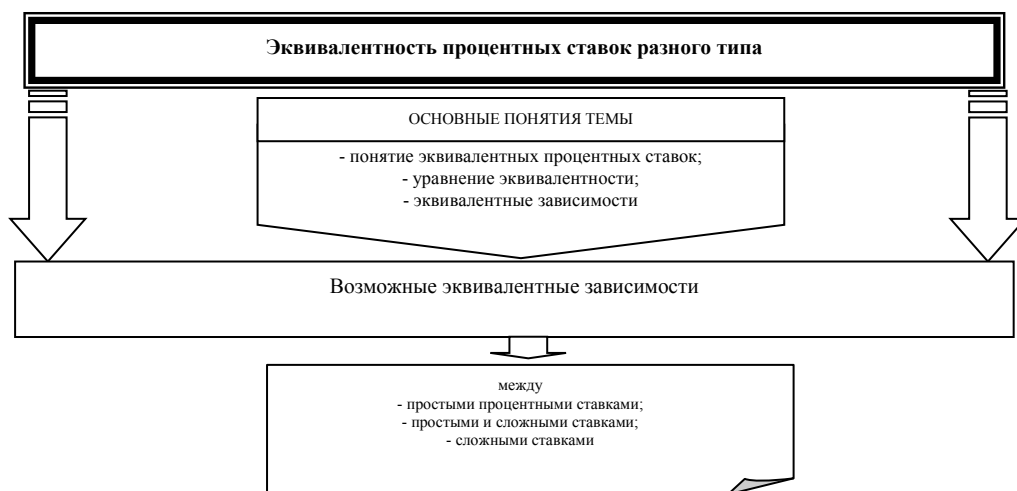 Эквивалентность процентных ставок разного типа
ОСНОВНЫЕ ПОНЯТИЯ ТЕМЫ
- понятие эквивалентных процентных ставок;
- уравнение эквивалентности;
- эквивалентные зависимости
Возможные эквивалентные зависимости
между
- простыми процентными ставками;
- простыми и сложными ставками;
- сложными ставками